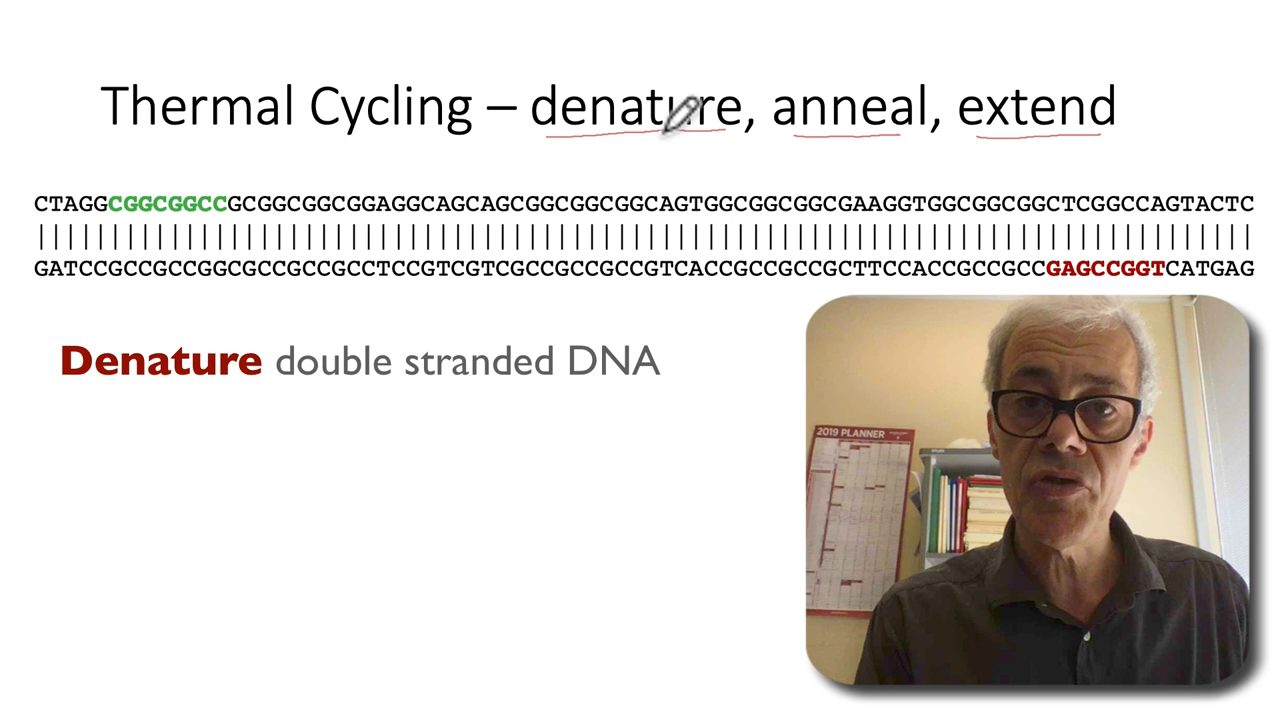 Thermal Cycling – denature, anneal, extend
CTAGGCGGCGGCCGCGGCGGCGGAGGCAGCAGCGGCGGCGGCAGTGGCGGCGGCGAAGGTGGCGGCGGCTCGGCCAGTACTC
GATCCGCCGCCGGCGCCGCCGCCTCCGTCGTCGCCGCCGCCGTCACCGCCGCCGCTTCCACCGCCGCCGAGCCGGTCATGAG
Denature double stranded DNA
2019 PLANNER